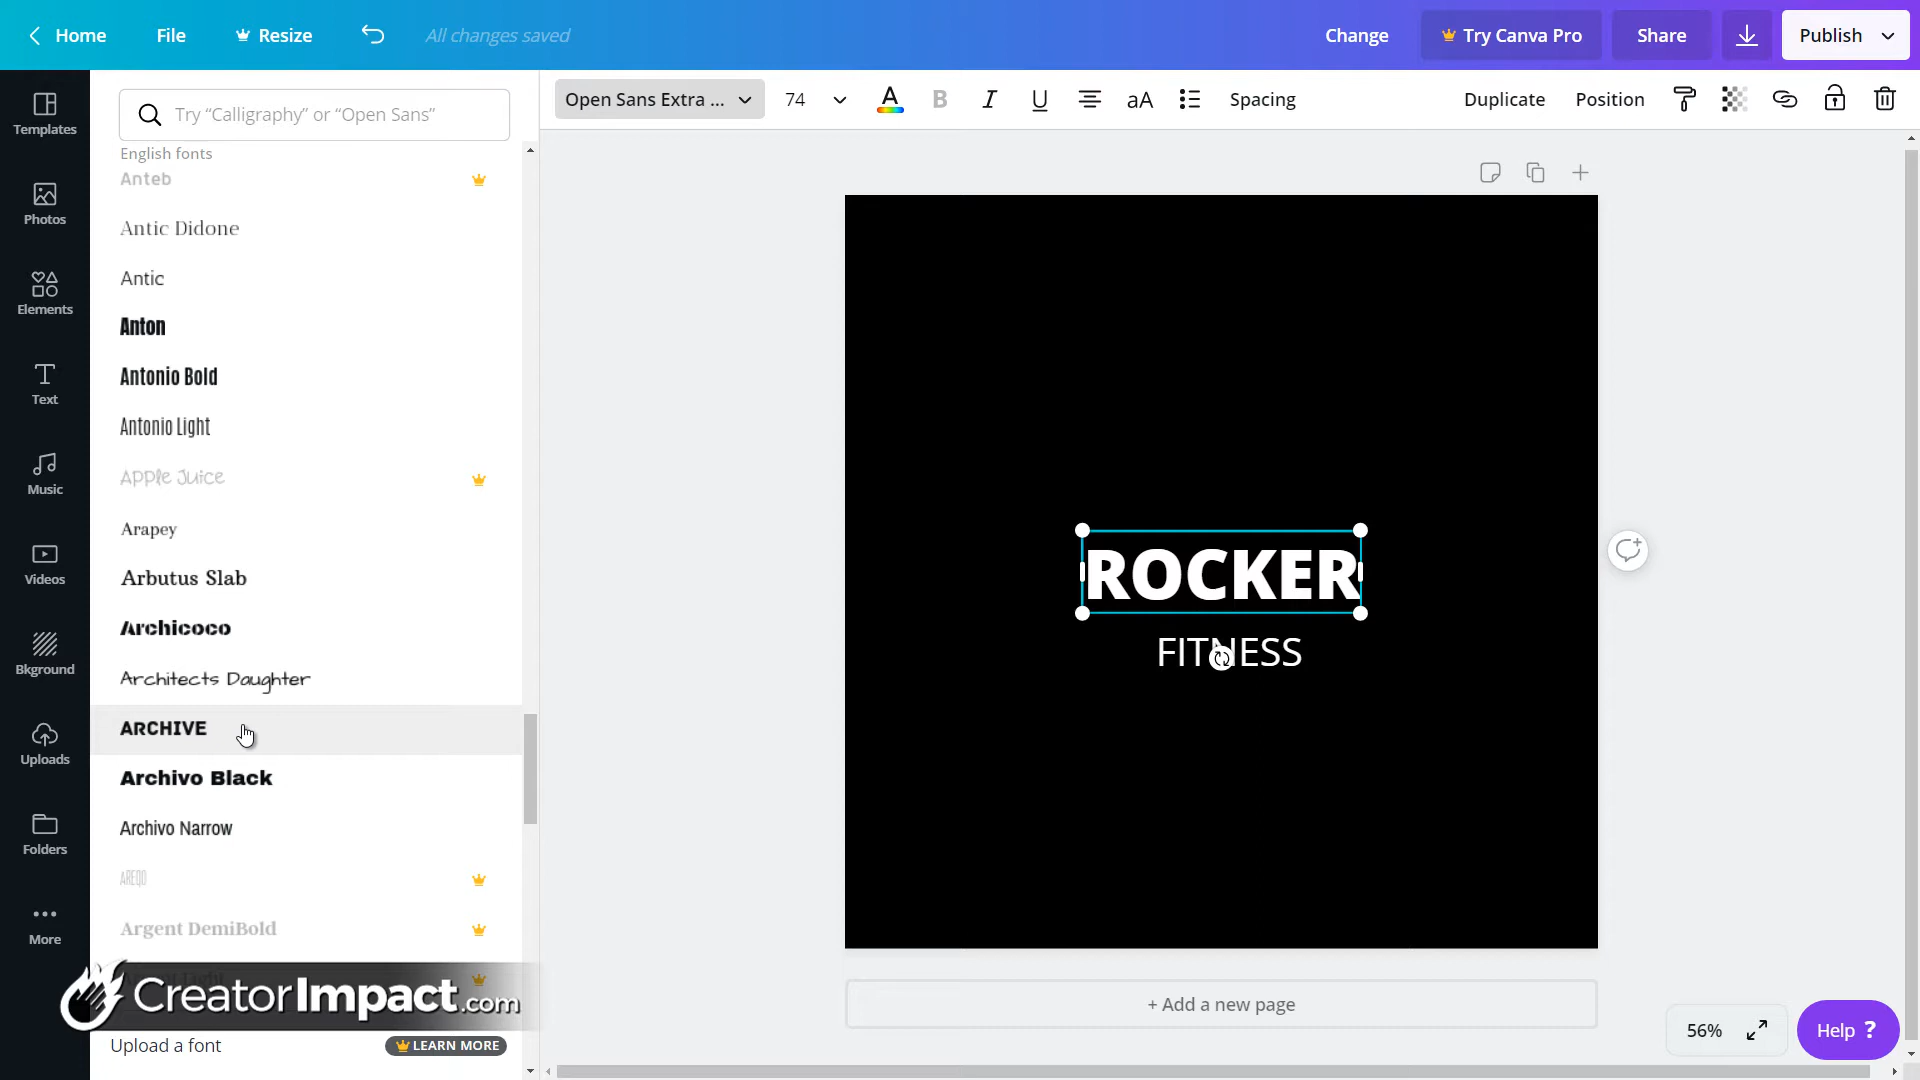 Home File Resize All changes saved Change Try Canva Pro Share Publish
Try “Calligraphy” or “Open Sans”
Open Sans Extra ... 74 A B I U aA Spacing Duplicate Position
Templates
Photos
Elements
Text
Music
Videos
Bkground
Uploads
Folders
More
English fonts
Anteb
Antic Didone
Antic
Anton
Antonio Bold
Antonio Light
Apple Juice
Arapey
Arbutus Slab
Archicoco
Architects Daughter
ARCHIVE
Archivo Black
Archivo Narrow
AREQO
Argent DemiBold
CreatorImpact.com
Upload a font LEARN MORE
ROCKER
FITNESS
+ Add a new page
56% Help ?